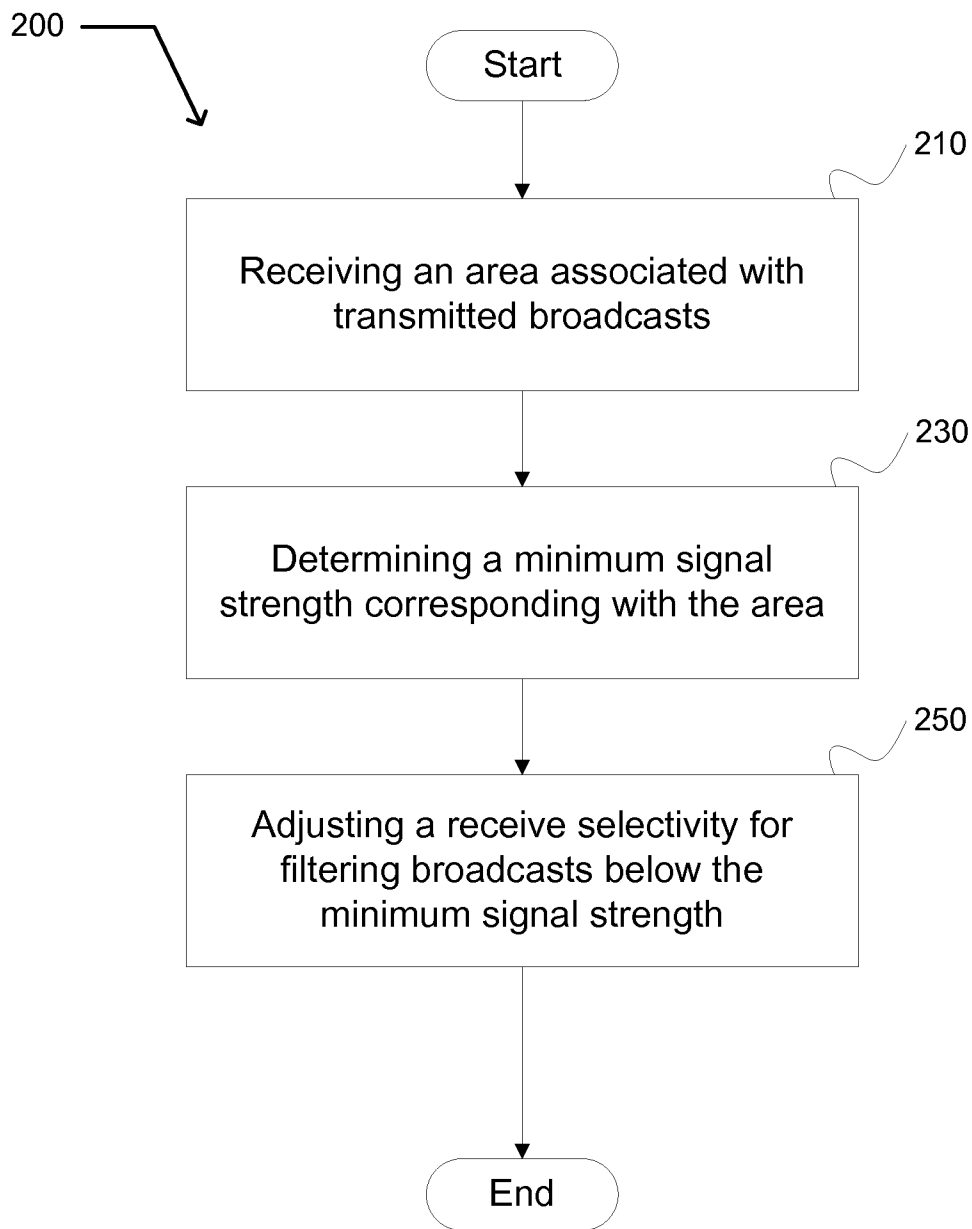 200
Start
210
Receiving an area associated with
transmitted broadcasts
230
Determining a minimum signal
strength corresponding with the area
250
Adjusting a receive selectivity for
filtering broadcasts below the
minimum signal strength
End